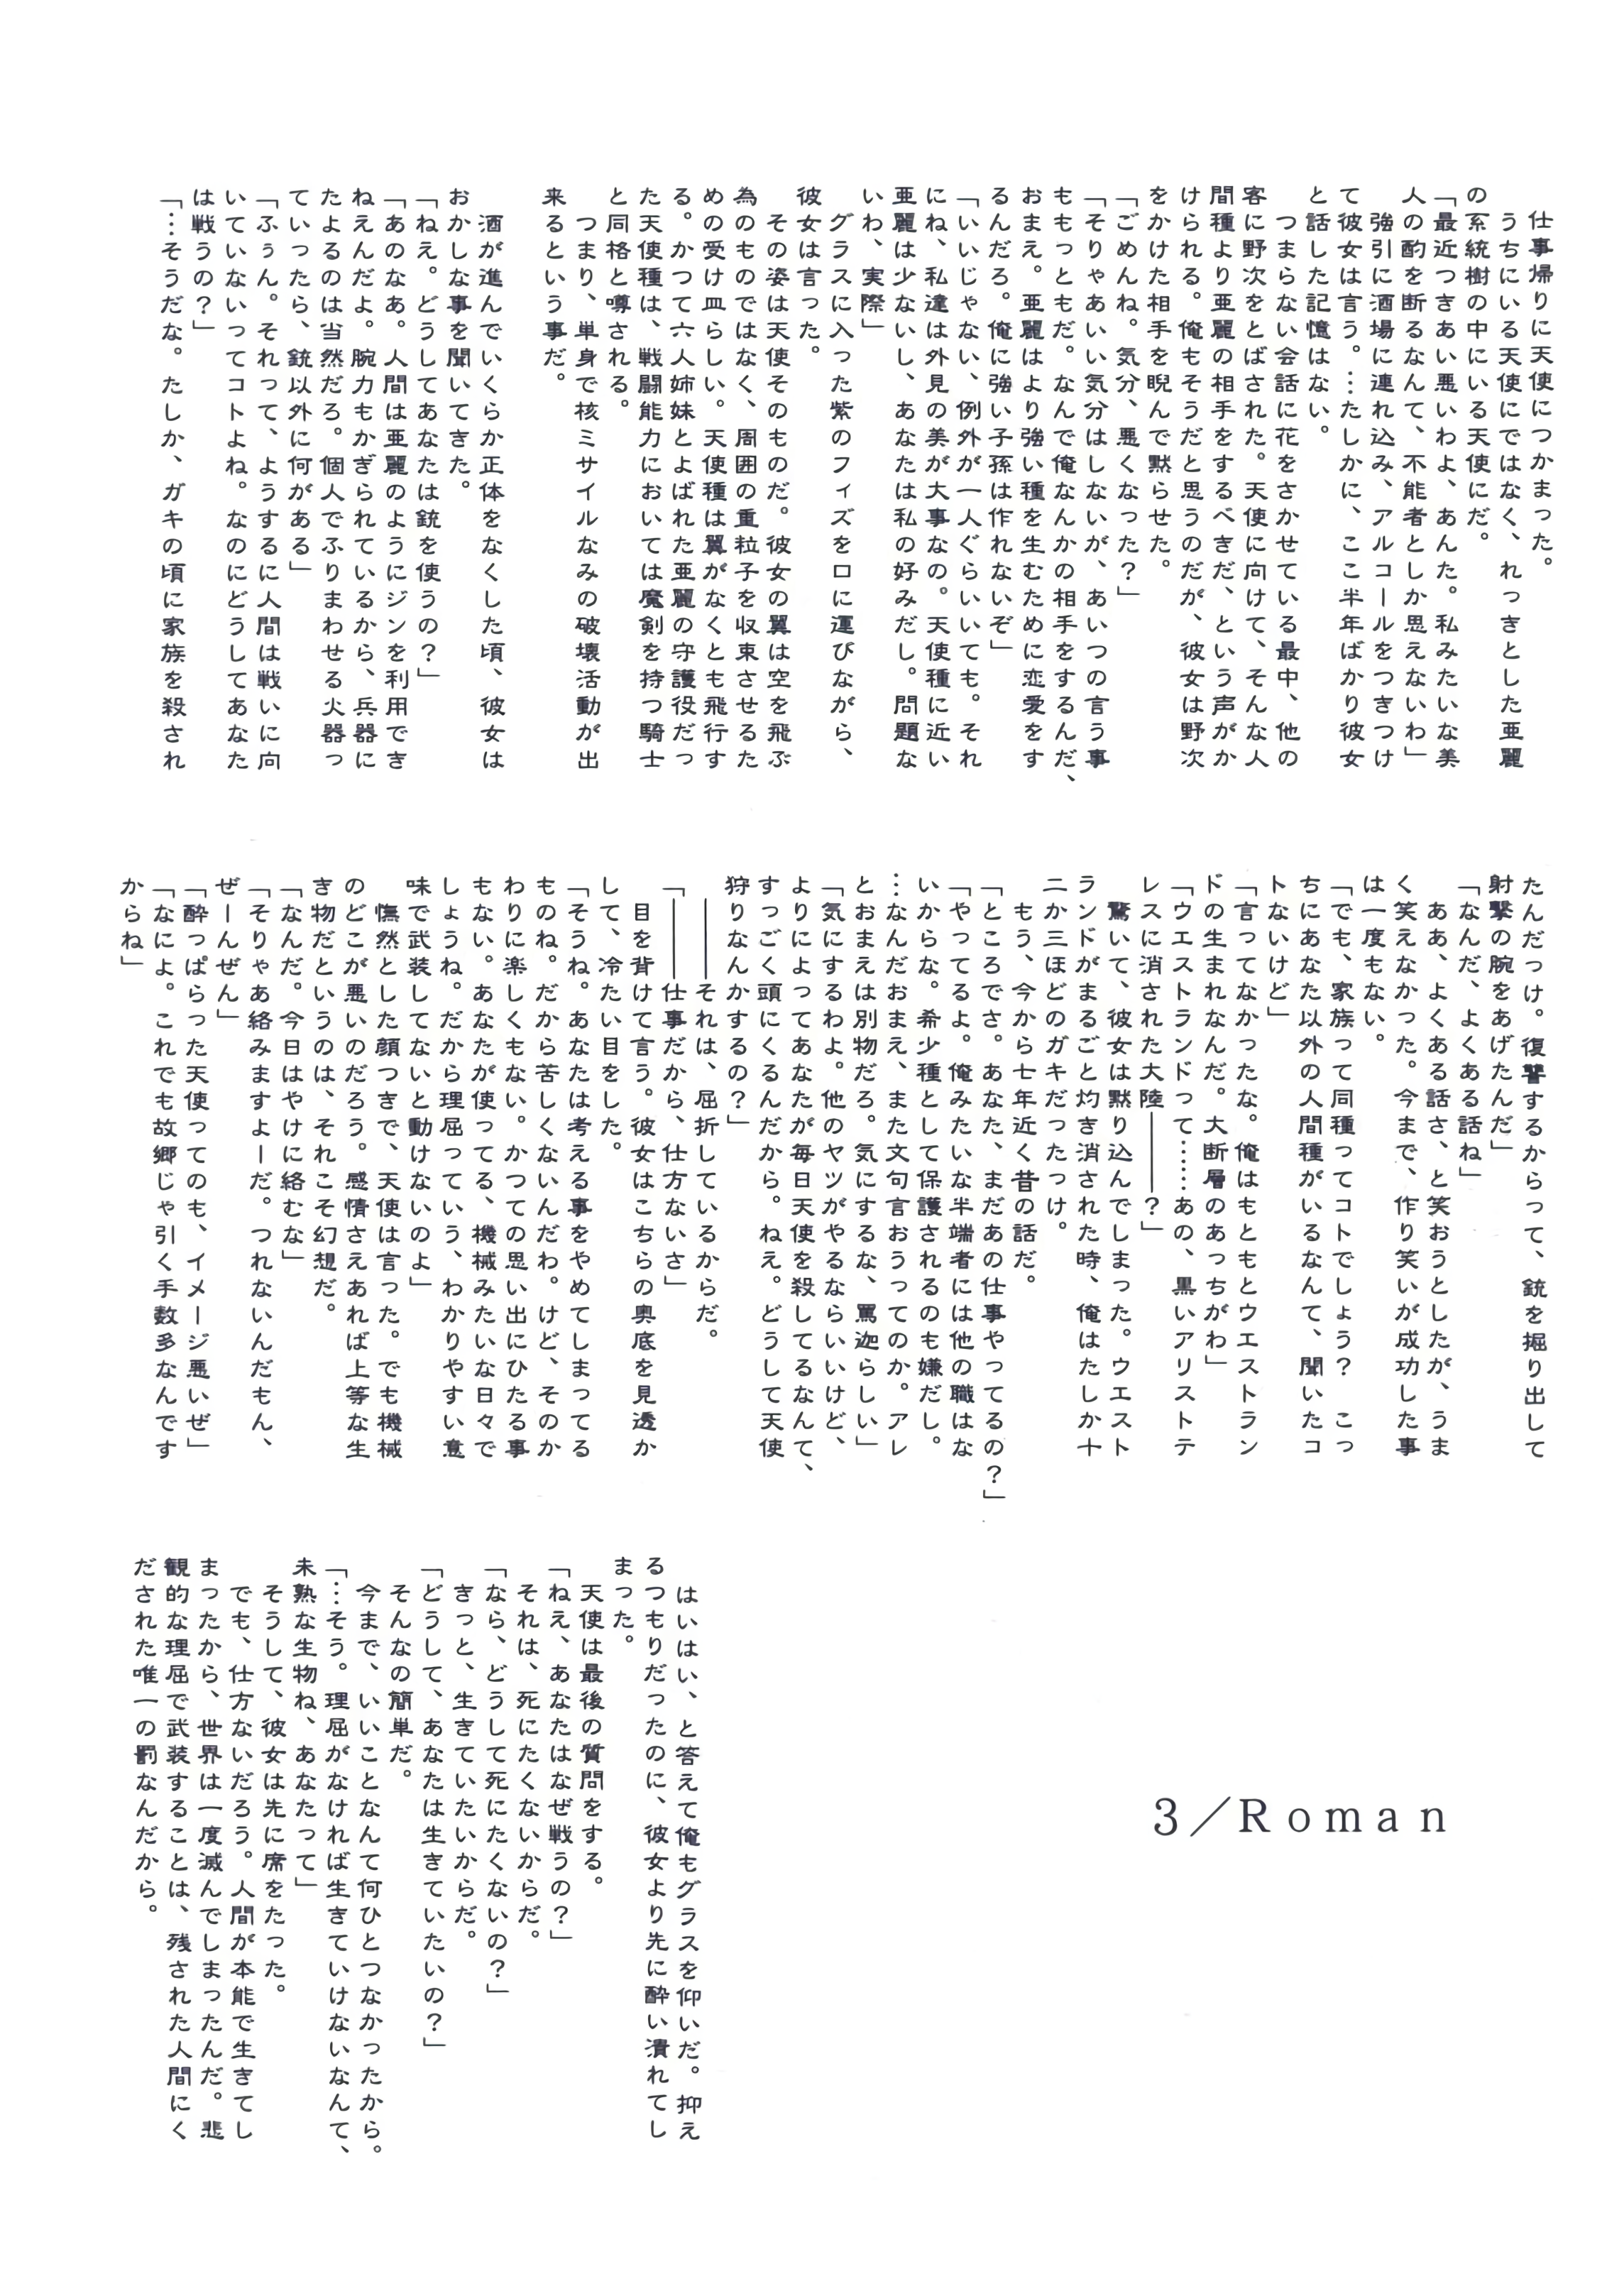 仕事帰りに天使につかまった。
　うちにいる天使にではなく、れっきとした亜麗
の系統樹の中にいる天使にだ。
「最近つきあい悪いわよ、あんた。私みたいな美
人の酌を断るなんて、不能者としか思えないわ」
　強引に酒場に連れ込み、アルコールをつきつけ
て彼女は言う。…たしかに、ここ半年ばかり彼女
と話した記憶はない。
　つまらない会話に花をさかせている最中、他の
客に野次をとばされた。天使に向けて、そんな人
間種より亜麗の相手をするべきだ、という声がか
けられる。俺もそうだと思うのだが、彼女は野次
をかけた相手を睨んで黙らせた。
「ごめんね。気分、悪くなった？」
「そりゃあいい気分はしないが、あいつの言う事
ももっともだ。なんで俺なんかの相手をするんだ、
おまえ。亜麗はより強い種を生むために恋愛をす
るんだろ。俺に強い子孫は作れないぞ」
「いいじゃない、例外が一人ぐらいいても。それ
にね、私達は外見の美が大事なの。天使種に近い
亜麗は少ないし、あなたは私の好みだし。問題な
いわ、実際」
　グラスに入った紫のフィズを口に運びながら、
彼女は言った。
　その姿は天使そのものだ。彼女の翼は空を飛ぶ
為のものではなく、周囲の重粒子を収束させるた
めの受け皿らしい。天使種は翼がなくとも飛行す
る。かつて六人姉妹とよばれた亜麗の守護役だっ
た天使種は、戦闘能力においては魔剣を持つ騎士
と同格と噂される。
　つまり、単身で核ミサイルなみの破壊活動が出
来るという事だ。
　酒が進んでいくらか正体をなくした頃、彼女は
おかしな事を聞いてきた。
「ねえ。どうしてあなたは銃を使うの？」
「あのなあ。人間は亜麗のようにジンを利用でき
ねえんだよ。腕力もかぎられているから、兵器に
たよるのは当然だろ。個人でふりまわせる火器っ
ていったら、銃以外に何がある」
「ふぅん。それって、ようするに人間は戦いに向
いていないってコトよね。なのにどうしてあなた
は戦うの？」
「…そうだな。たしか、ガキの頃に家族を殺され
たんだっけ。復讐するからって、銃を掘り出して
射撃の腕をあげたんだ」
「なんだ、よくある話ね」
　ああ、よくある話さ、と笑おうとしたが、うま
く笑えなかった。今まで、作り笑いが成功した事
は一度もない。
「でも、家族って同種ってコトでしょう？　こっ
ちにあなた以外の人間種がいるなんて、聞いたコ
トないけど」
「言ってなかったな。俺はもともとウエストラン
ドの生まれなんだ。大断層のあっちがわ」
「ウエストランドって……あの、黒いアリストテ
レスに消された大陸――？」
　驚いて、彼女は黙り込んでしまった。ウエスト
ランドがまるごと灼き消された時、俺はたしか十
二か三ほどのガキだったっけ。
　もう、今から七年近く昔の話だ。
「ところでさ。あなた、まだあの仕事やってるの？」
「やってるよ。俺みたいな半端者には他の職はな
いからな。希少種として保護されるのも嫌だし。
…なんだおまえ、また文句言おうってのか。アレ
とおまえは別物だろ。気にするな、罵迦らしい」
「気にするわよ。他のヤツがやるならいいけど、
よりによってあなたが毎日天使を殺してるなんて、
すっごく頭にくるんだから。ねえ。どうして天使
狩りなんかするの？」
　――それは、屈折しているからだ。
「――仕事だから、仕方ないさ」
　目を背けて言う。彼女はこちらの奥底を見透か
して、冷たい目をした。
「そうね。あなたは考える事をやめてしまってる
ものね。だから苦しくないんだわ。けど、そのか
わりに楽しくもない。かつての思い出にひたる事
もない。あなたが使ってる、機械みたいな日々で
しょうね。だから理屈っていう、わかりやすい意
味で武装してないと動けないのよ」
　憮然とした顔つきで、天使は言った。でも機械
のどこが悪いのだろう。感情さえあれば上等な生
き物だというのは、それこそ幻想だ。
「なんだ。今日はやけに絡むな」
「そりゃあ絡みますよーだ。つれないんだもん、
ぜーんぜん」
「酔っぱらった天使ってのも、イメージ悪いぜ」
「なによ。これでも故郷じゃ引く手数多なんです
からね」
3／Roman
　はいはい、と答えて俺もグラスを仰いだ。抑え
るつもりだったのに、彼女より先に酔い潰れてし
まった。
　天使は最後の質問をする。
「ねえ、あなたはなぜ戦うの？」
　それは、死にたくないからだ。
「なら、どうして死にたくないの？」
　きっと、生きていたいからだ。
「どうして、あなたは生きていたいの？」
　そんなの簡単だ。
　今まで、いいことなんて何ひとつなかったから。
「…そう。理屈がなければ生きていけないなんて、
未熟な生物ね、あなたって」
　そうして、彼女は先に席をたった。
　でも、仕方ないだろう。人間が本能で生きてし
まったから、世界は一度滅んでしまったんだ。悲
観的な理屈で武装することは、残された人間にく
だされた唯一の罰なんだから。